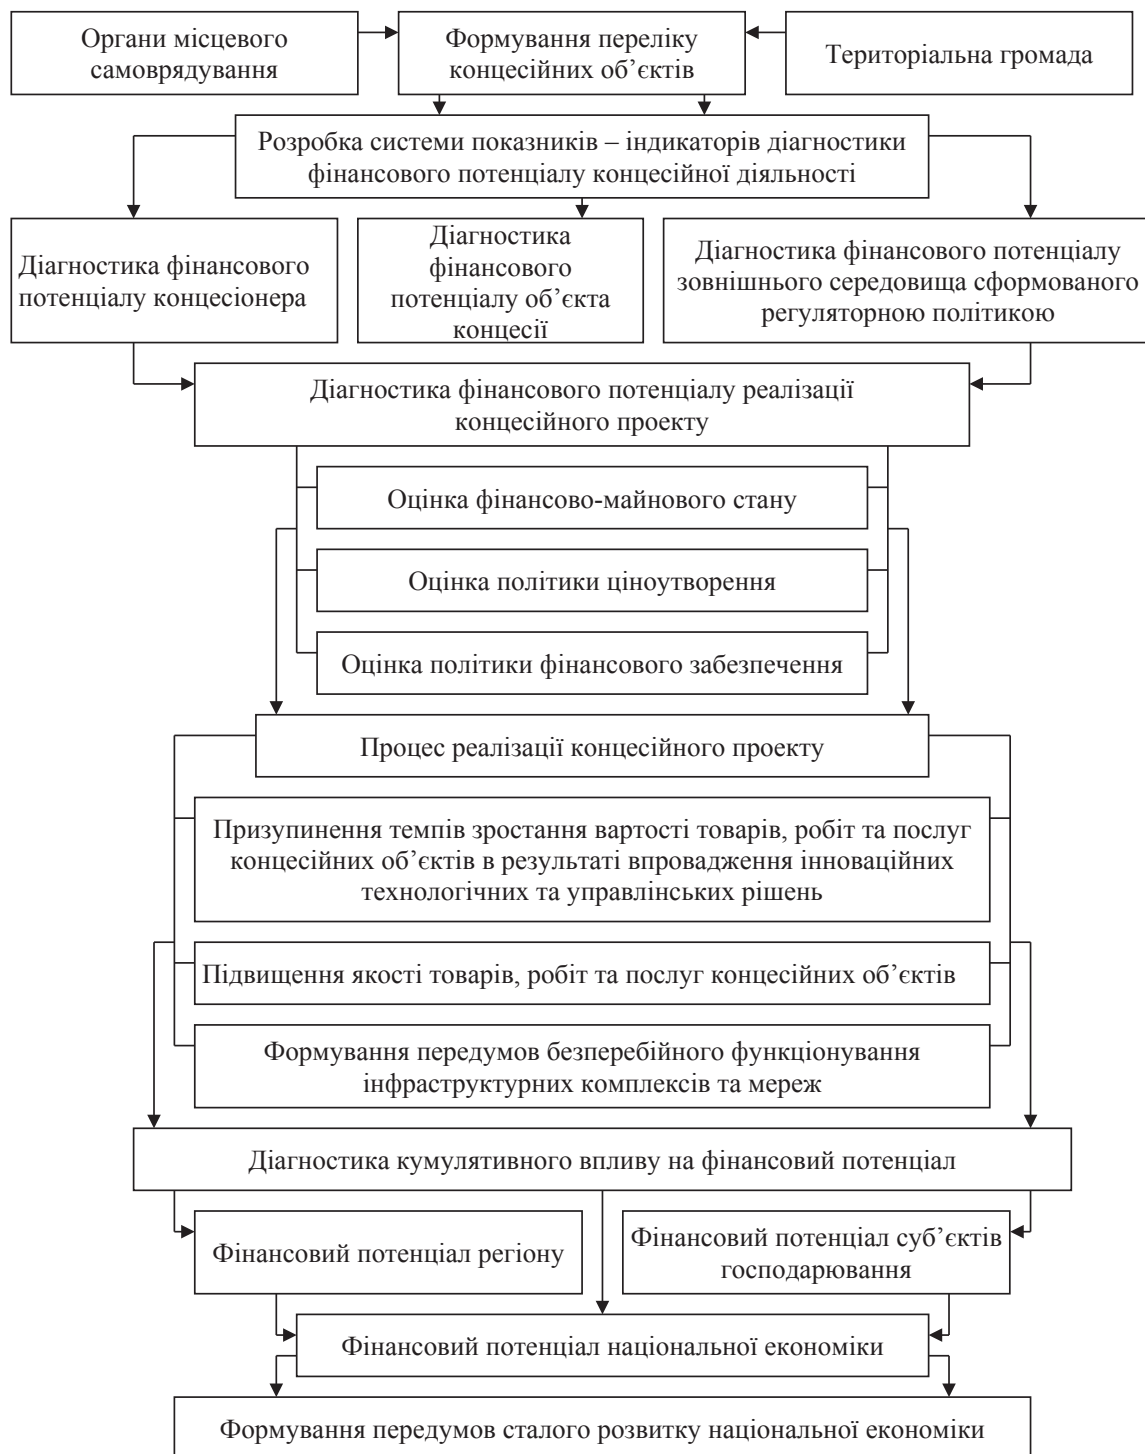 Органи місцевого
самоврядування
Формування переліку
концесійних об’єктів
Територіальна громада
Розробка системи показників – індикаторів діагностики
фінансового потенціалу концесійної діяльності
Діагностика фінансового
потенціалу концесіонера
Діагностика
фінансового
потенціалу об’єкта
концесії
Діагностика фінансового потенціалу
зовнішнього середовища сформованого
регуляторною політикою
Діагностика фінансового потенціалу реалізації
концесійного проекту
Оцінка фінансово-майнового стану
Оцінка політики ціноутворення
Оцінка політики фінансового забезпечення
Процес реалізації концесійного проекту
Призупинення темпів зростання вартості товарів, робіт та послуг
концесійних об’єктів в результаті впровадження інноваційних
технологічних та управлінських рішень
Підвищення якості товарів, робіт та послуг концесійних об’єктів
Формування передумов безперебійного функціонування
інфраструктурних комплексів та мереж
Діагностика кумулятивного впливу на фінансовий потенціал
Фінансовий потенціал регіону
Фінансовий потенціал суб’єктів
господарювання
Фінансовий потенціал національної економіки
Формування передумов сталого розвитку національної економіки